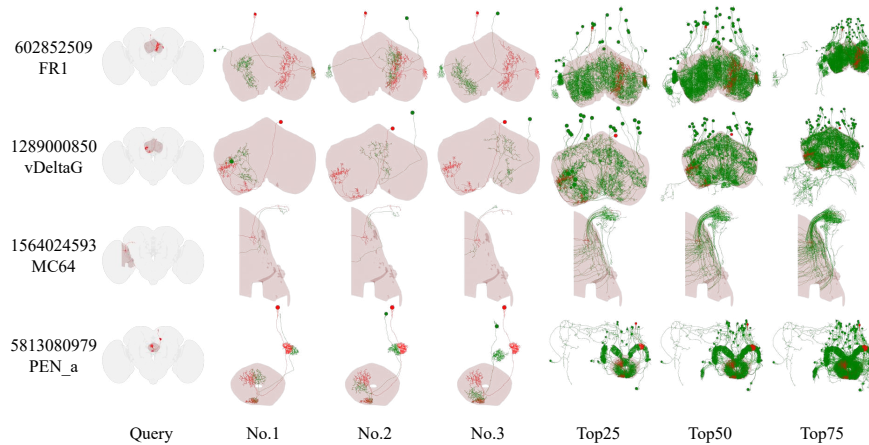 602852509
FR1
1289000850
vDeltaG
1564024593
MC64
5813080979
PEN_a
Query No.1 No.2 No.3 Top25 Top50 Top75